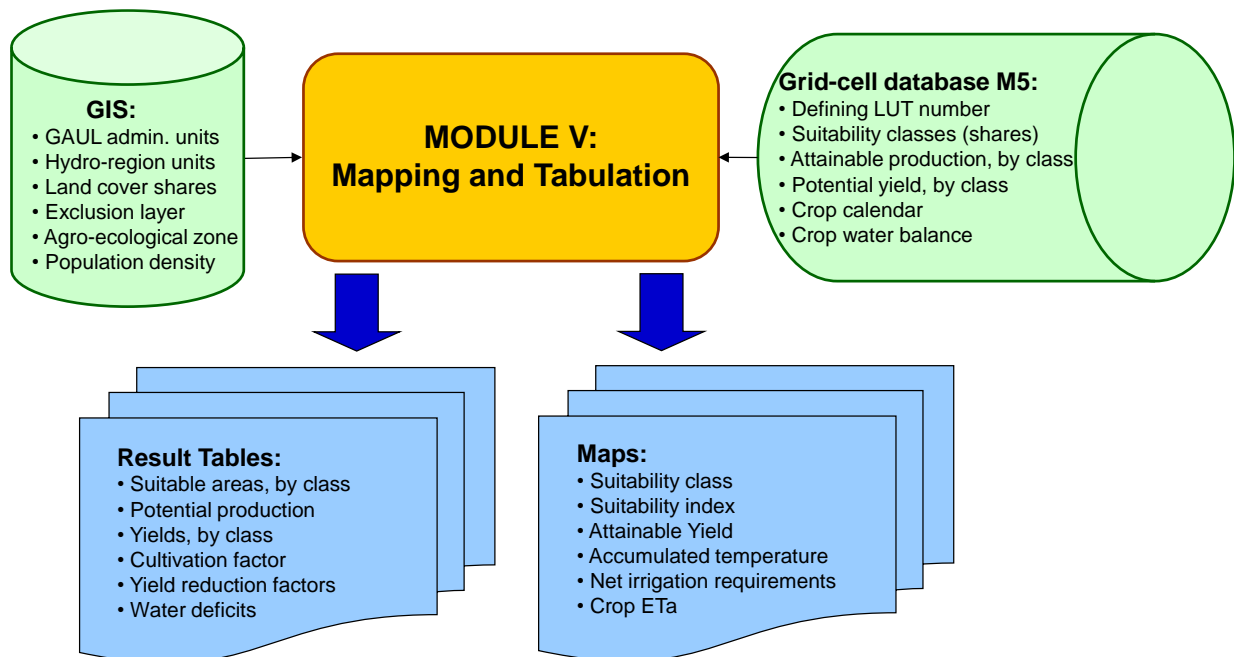 GIS:
• GAUL admin. units
• Hydro-region units
• Land cover shares
• Exclusion layer
• Agro-ecological zone
• Population density
MODULE V:
Mapping and Tabulation
Grid-cell database M5:
• Defining LUT number
• Suitability classes (shares)
• Attainable production, by class
• Potential yield, by class
• Crop calendar
• Crop water balance
Result Tables:
• Suitable areas, by class
• Potential production
• Yields, by class
• Cultivation factor
• Yield reduction factors
• Water deficits
Maps:
• Suitability class
• Suitability index
• Attainable Yield
• Accumulated temperature
• Net irrigation requirements
• Crop ETa